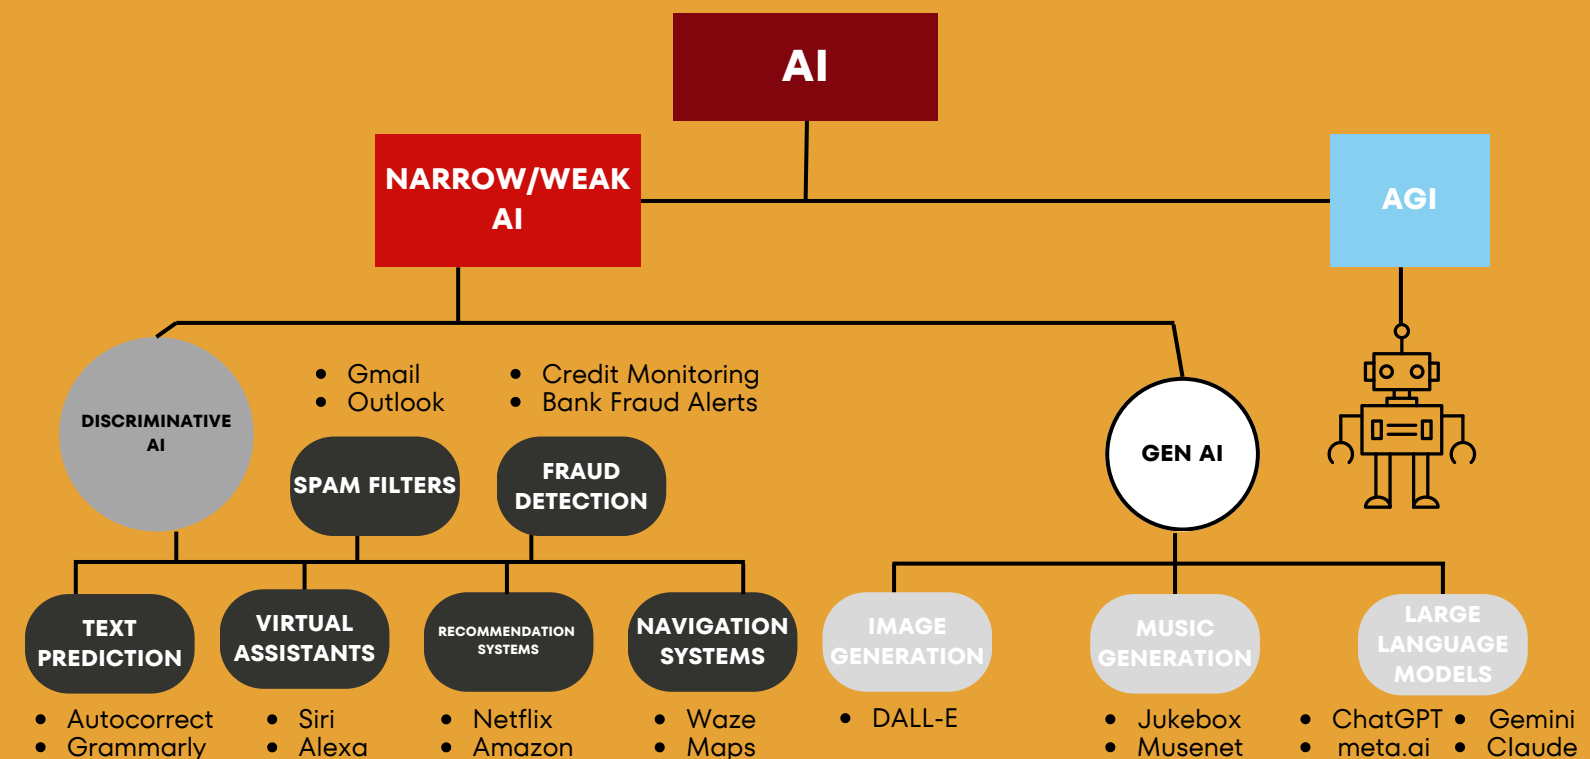 AI
NARROW/WEAK
AI
AGI
DISCRIMINATIVE
AI
Gmail
Outlook
Credit Monitoring
Bank Fraud Alerts
SPAM FILTERS
FRAUD
DETECTION
GEN AI
TEXT
PREDICTION
VIRTUAL
ASSISTANTS
RECOMMENDATION
SYSTEMS
NAVIGATION
SYSTEMS
IMAGE
GENERATION
MUSIC
GENERATION
LARGE
LANGUAGE
MODELS
Autocorrect
Grammarly
Siri
Alexa
Netflix
Amazon
Waze
Maps
DALL-E
Jukebox
Musenet
ChatGPT
meta.ai
Gemini
Claude